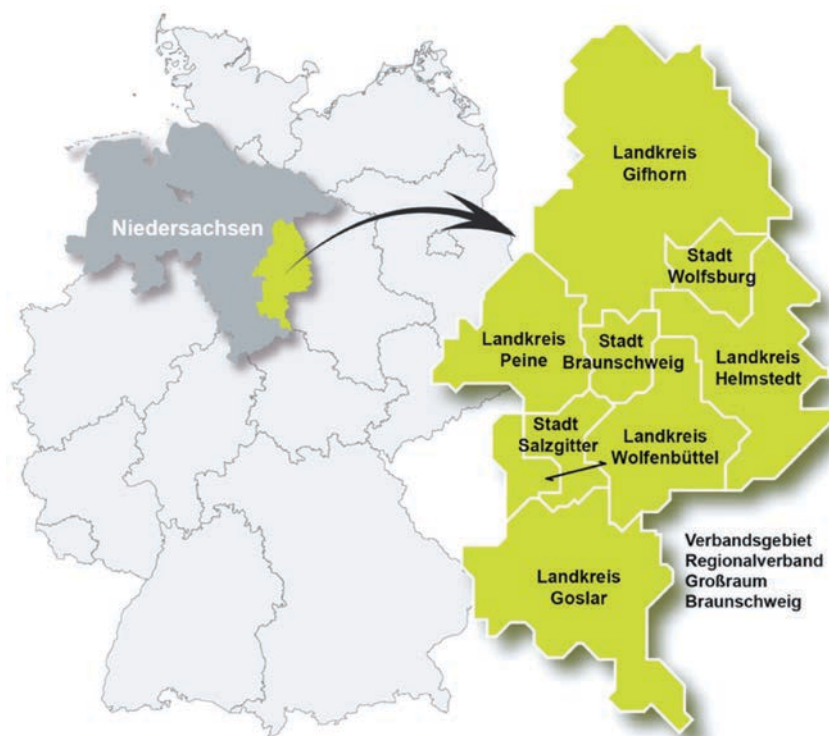 Niedersachsen
Landkreis
Gifhorn
Stadt
Wolfsburg
Landkreis
Peine
Stadt
Braunschweig
Landkreis
Helmstedt
Stadt
Salzgitter
Landkreis
Wolfenbüttel
Landkreis
Goslar
Verbandsgebiet
Regionalverband
Großraum
Braunschweig